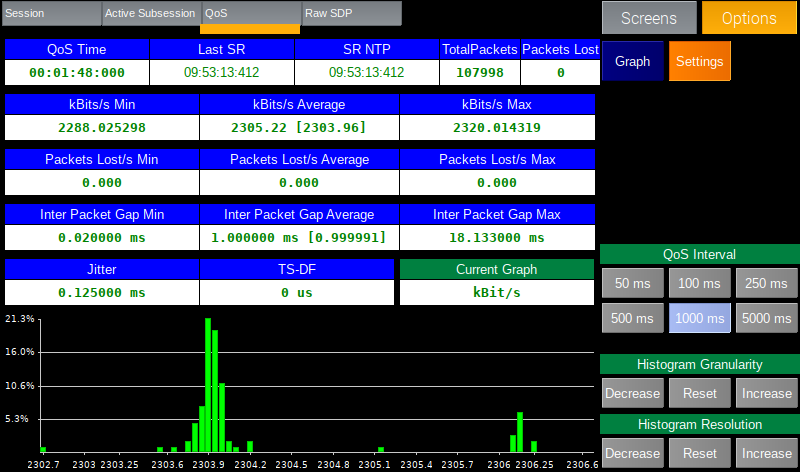 Session Active Subsession QoS Raw SDP Screens Options
QoS Time Last SR SR NTP TotalPackets Packets Lost
00:01:48:000 09:53:13:412 09:53:13:412 107998 0
Graph Settings
kBits/s Min kBits/s Average kBits/s Max
2288.025298 2305.22 [2303.96] 2320.014319
Packets Lost/s Min Packets Lost/s Average Packets Lost/s Max
0.000 0.000 0.000
Inter Packet Gap Min Inter Packet Gap Average Inter Packet Gap Max
0.020000 ms 1.000000 ms [0.999991] 18.133000 ms
Jitter TS-DF Current Graph
0.125000 ms 0 us kBit/s
QoS Interval
50 ms 100 ms 250 ms
500 ms 1000 ms 5000 ms
Histogram Granularity
Decrease Reset Increase
Histogram Resolution
Decrease Reset Increase
21.3%
16.0%
10.6%
5.3%
2302.7 2303 2303.25 2303.6 2303.9 2304.2 2304.5 2304.8 2305.1 2305.4 2305.7 2306 2306.25 2306.6